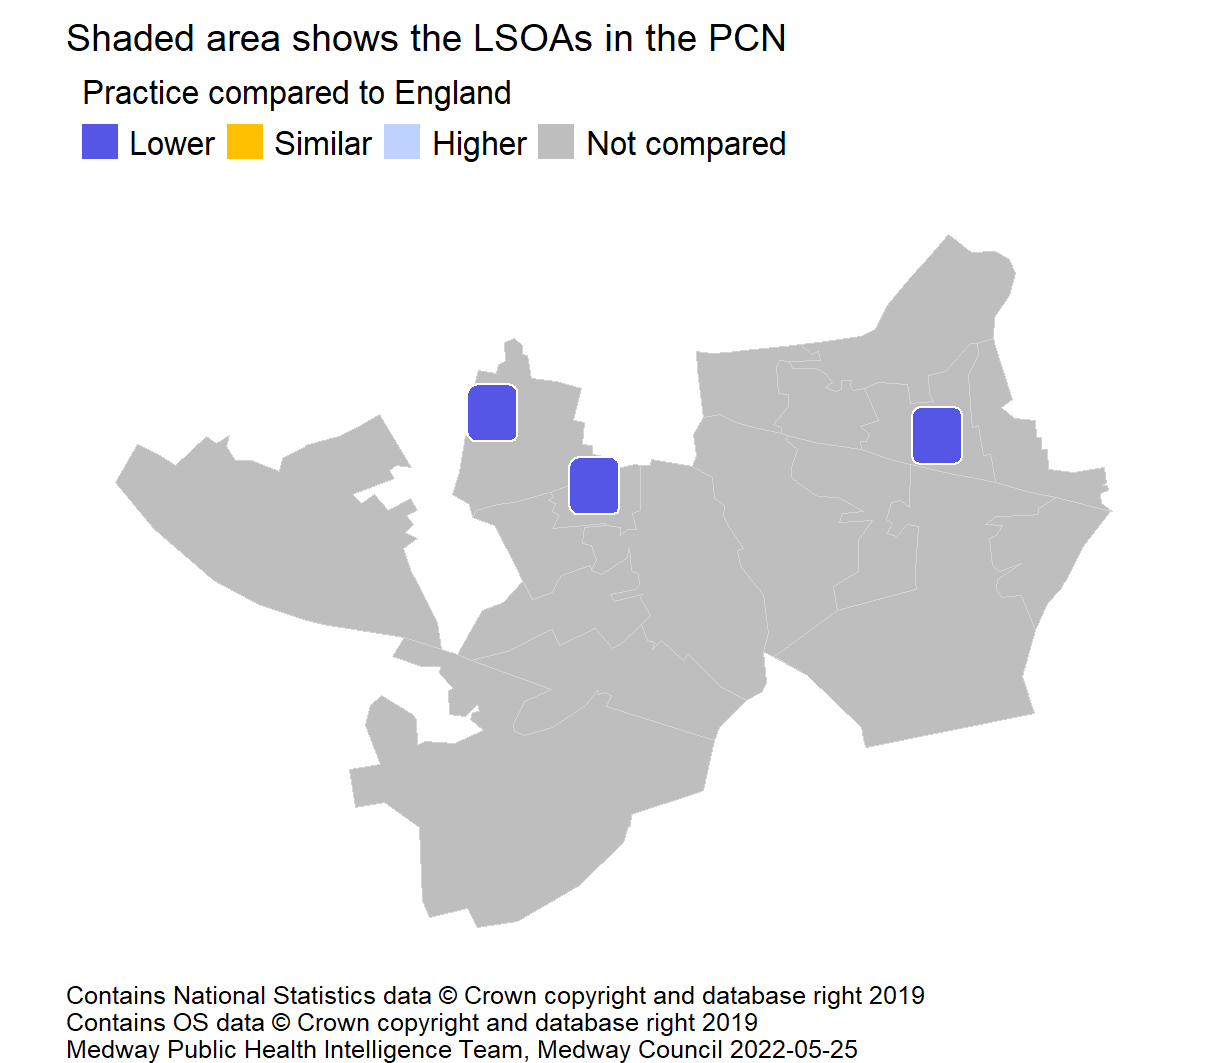 Shaded area shows the LSOAs in the PCN
Practice compared to England
Lower Similar Higher Not compared
Contains National Statistics data © Crown copyright and database right 2019
Contains OS data © Crown copyright and database right 2019
Medway Public Health Intelligence Team, Medway Council 2022-05-25